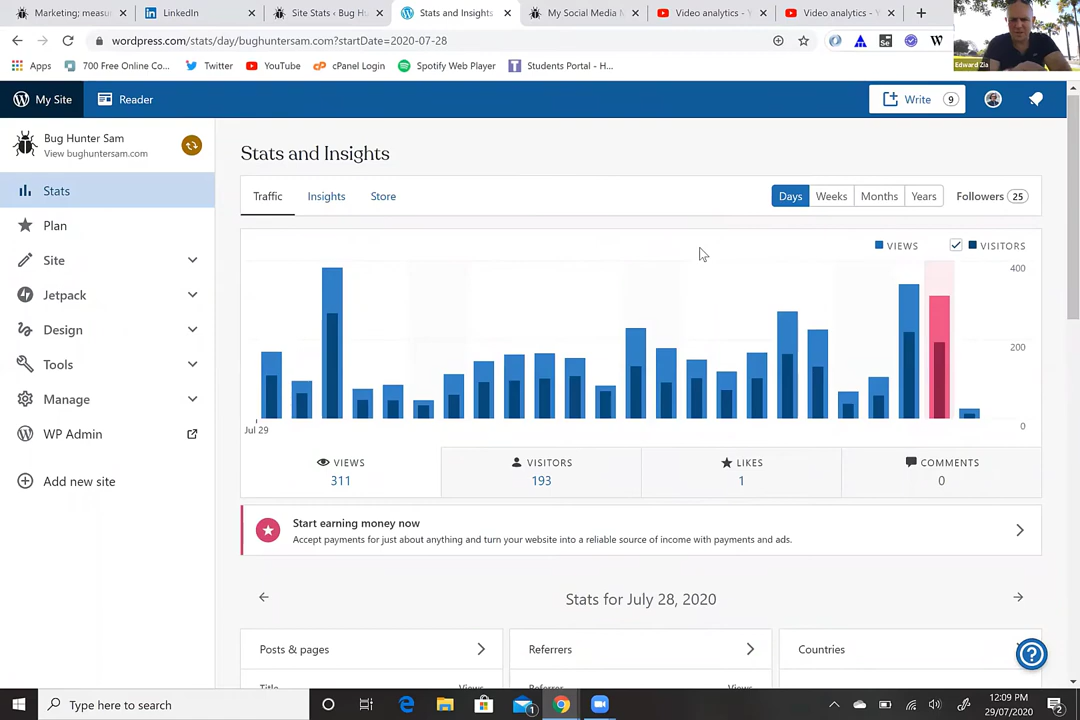 Marketing; measu
LinkedIn
Site Stats ‹ Bug Hu
Stats and Insights
My Social Media M
Video analytics - Y
Video analytics - Y
wordpress.com/stats/day/bughuntersam.com?startDate=2020-07-28
Apps
700 Free Online Co...
Twitter
YouTube
cPanel Login
Spotify Web Player
Students Portal - H...
Edward Zia
My Site
Reader
Write 9
Bug Hunter Sam
View bughuntersam.com
Stats
Plan
Site
Jetpack
Design
Tools
Manage
WP Admin
Add new site
Stats and Insights
Traffic
Insights
Store
Days
Weeks
Months
Years
Followers 25
VIEWS
VISITORS
400
200
0
Jul 29
VIEWS
311
VISITORS
193
LIKES
1
COMMENTS
0
Start earning money now
Accept payments for just about anything and turn your website into a reliable source of income with payments and ads.
Stats for July 28, 2020
Posts & pages
Referrers
Countries
Title
Views
Referrer
Views
Type here to search
12:09 PM
29/07/2020